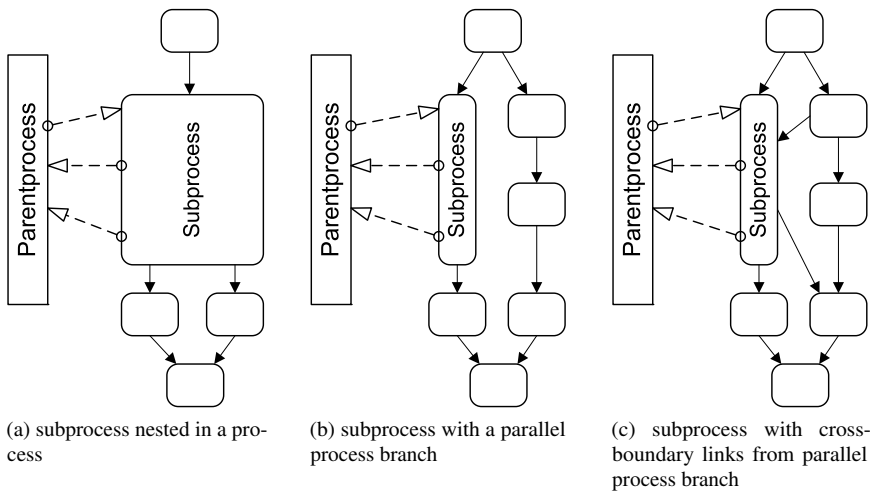 Parentprocess
Subprocess
Parentprocess
Subprocess
Parentprocess
Subprocess
(a) subprocess nested in a pro-
cess
(b) subprocess with a parallel
process branch
(c) subprocess with cross-
boundary links from parallel
process branch